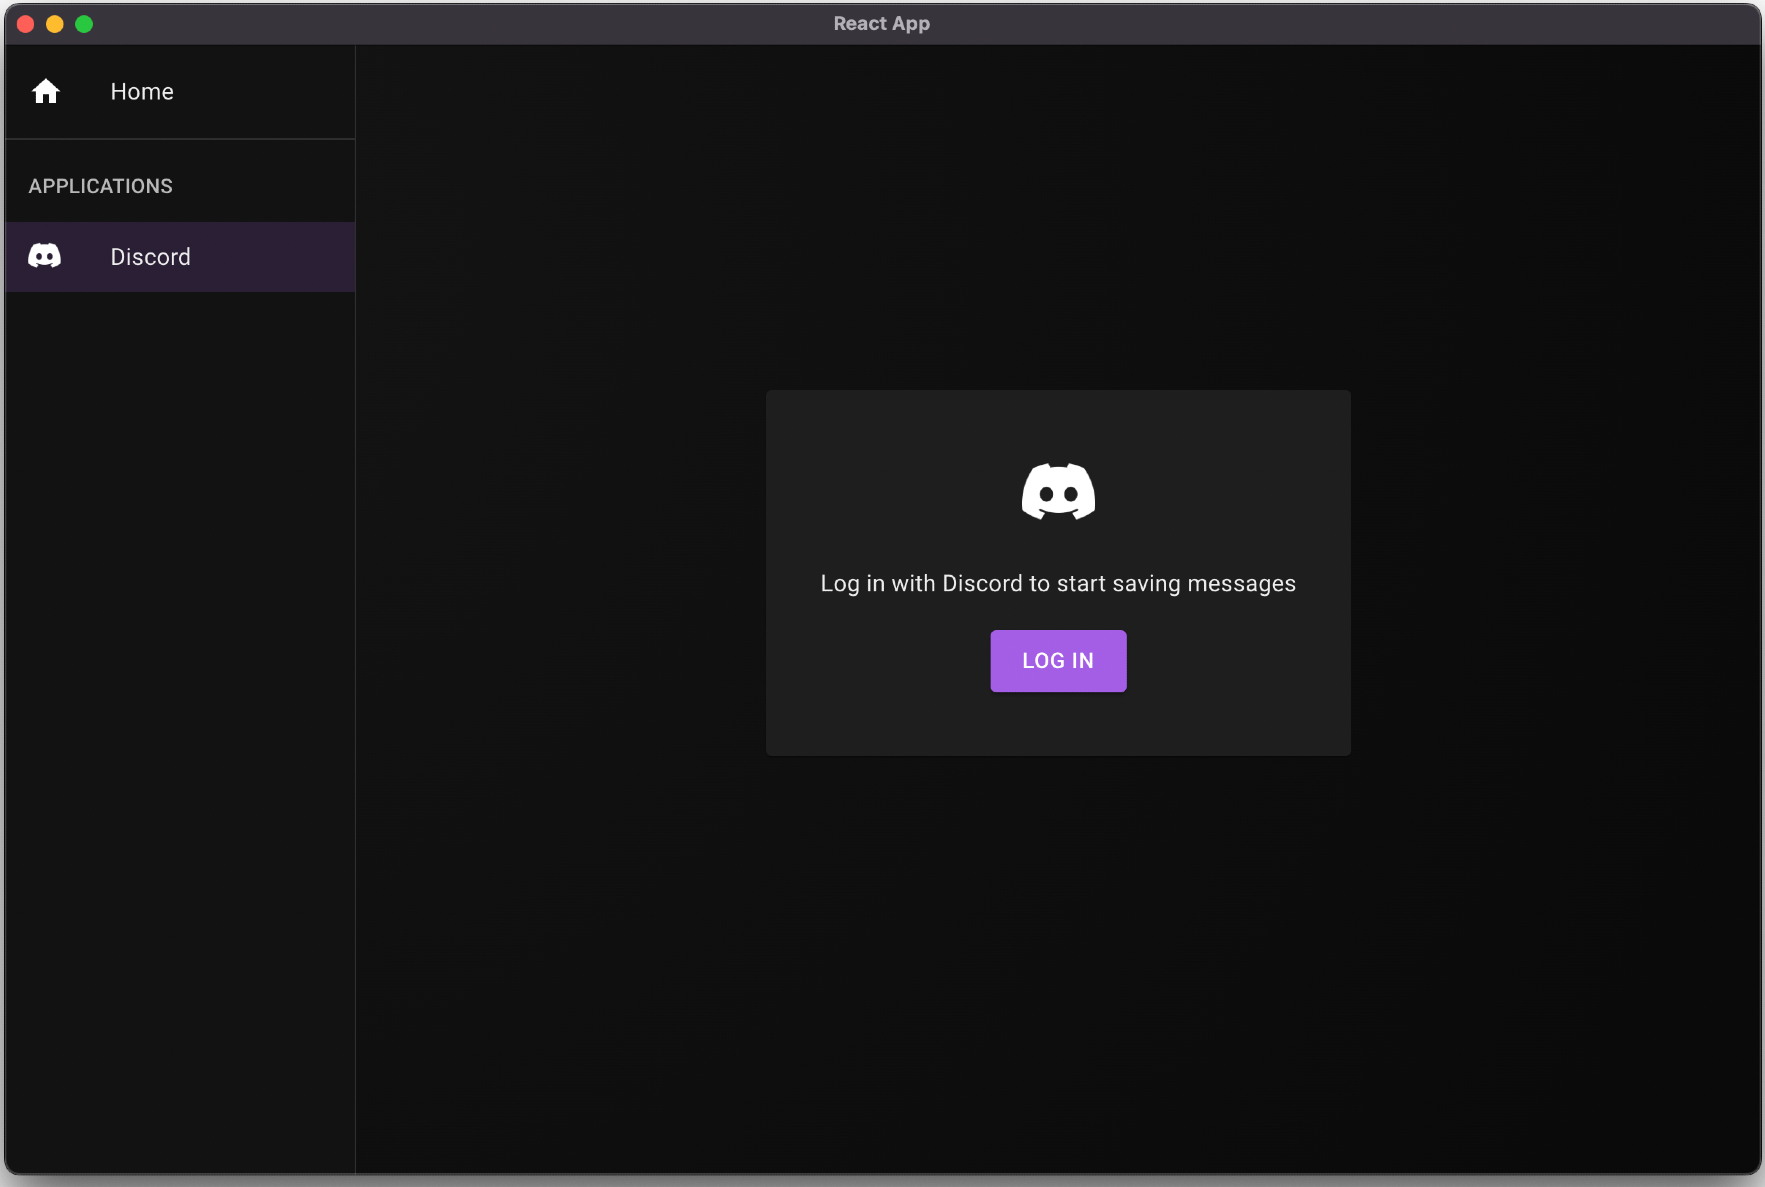 React App
Home
APPLICATIONS
Discord
Log in with Discord to start saving messages
LOG IN